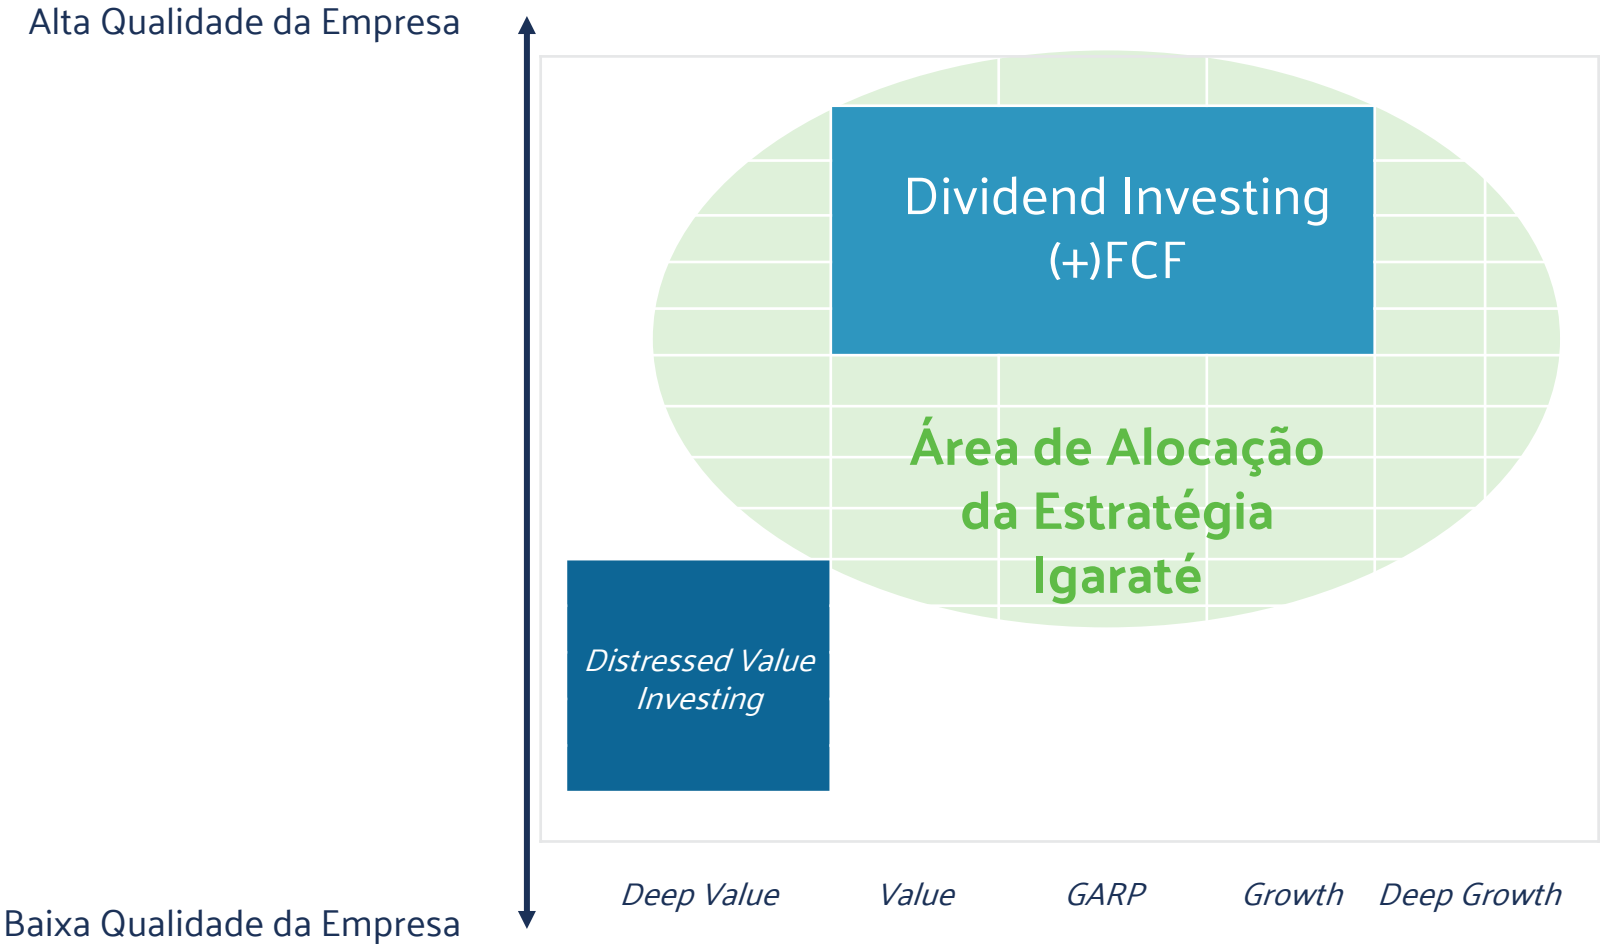 Alta Qualidade da Empresa
Dividend Investing
(+)FCF
Área de Alocação
da Estratégia
Igaraté
Distressed Value
Investing
Deep Value
Value
GARP
Growth
Deep Growth
Baixa Qualidade da Empresa